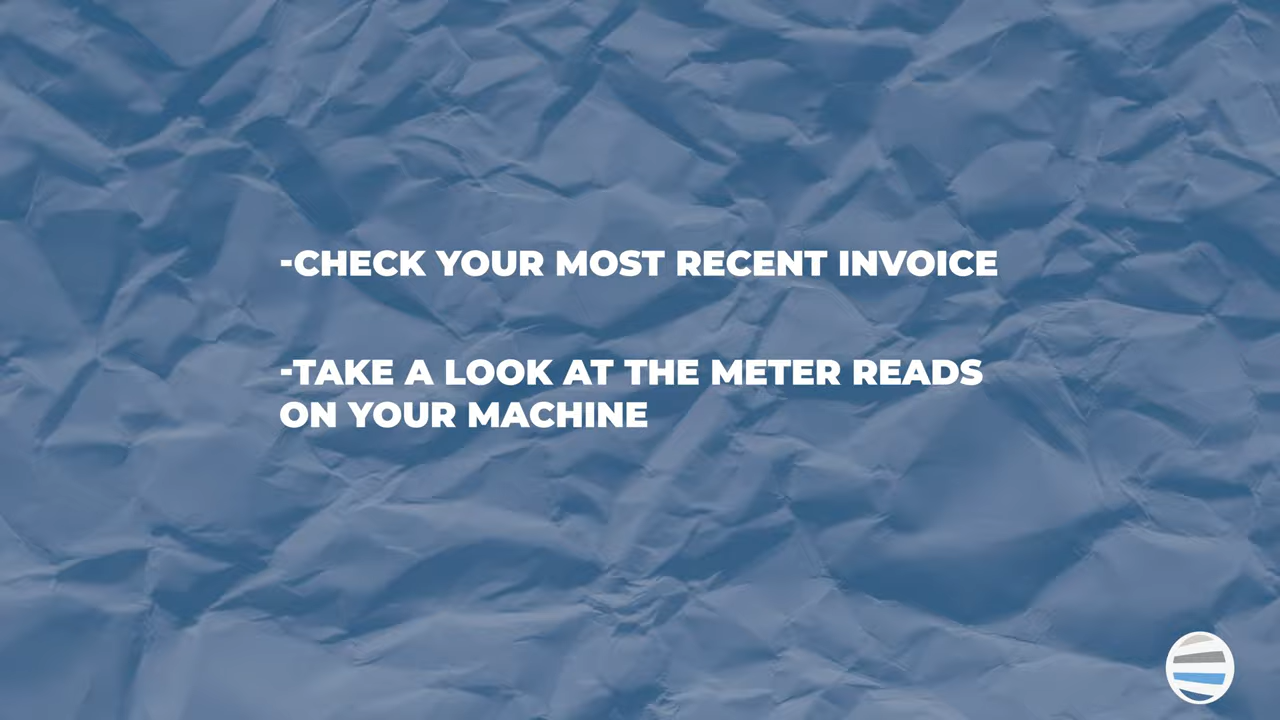 -CHECK YOUR MOST RECENT INVOICE
-TAKE A LOOK AT THE METER READS
ON YOUR MACHINE